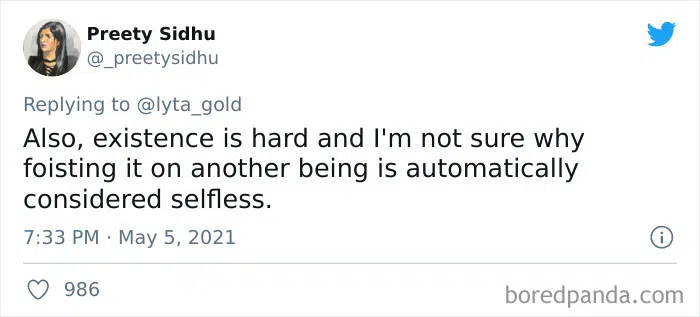 Preety Sidhu
@_preetysidhu
Replying to @lyta_gold
Also, existence is hard and I'm not sure why
foisting it on another being is automatically
considered selfless.
7:33 PM · May 5, 2021
986
boredpanda.com